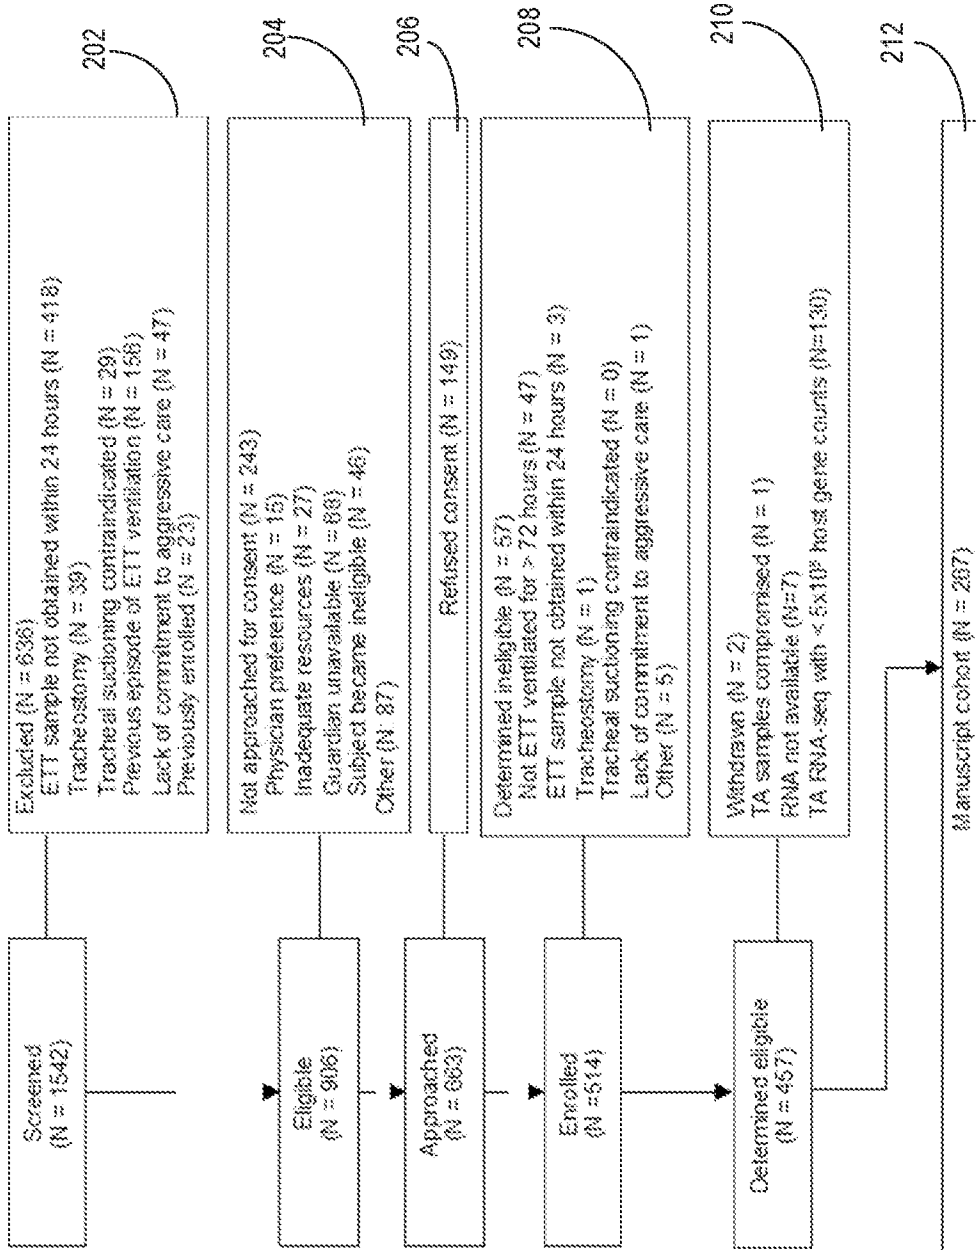 Screened
(N = 1542)
Excluded (N = 636)
ETT sample not obtained within 24 hours (N = 418)
Tracheostomy (N = 39)
Tracheal suctioning contraindicated (N = 29)
Previous episode of ETT ventilation (N =
Lack of commitment to aggressive care (N = 47)
Previously enrolled (N = 23)
202
Eligible
(N = 906)
Not approached for consent (N = 243)
Physician preference (N = 15)
Inadequate resources (N = 27)
Guardian unavailable (N = 68)
Subject became ineligible (N = 46)
Other (N 87)
204
Approached
(N = 663)
Refused consent (N = 149)
206
Enrolled
(N =514)
Determined ineligible (N = 57)
Not ETT ventilated for > 72 hours (N = 47)
ETT sample not obtained within 24 hours (N = 3)
Tracheostomy (N = 1)
Tracheal suctioning contraindicated (N = 0)
Lack of commitment to aggressive care (N = 1)
Other (N = 5)
208
Determined eligible
(N = 457)
Withdrawn (N = 2)
TA samples compromised (N = 1)
RNA not available (N=7)
TA RNA-seq with < host gene counts (N=130)
210
Manuscript cohort (N =
212